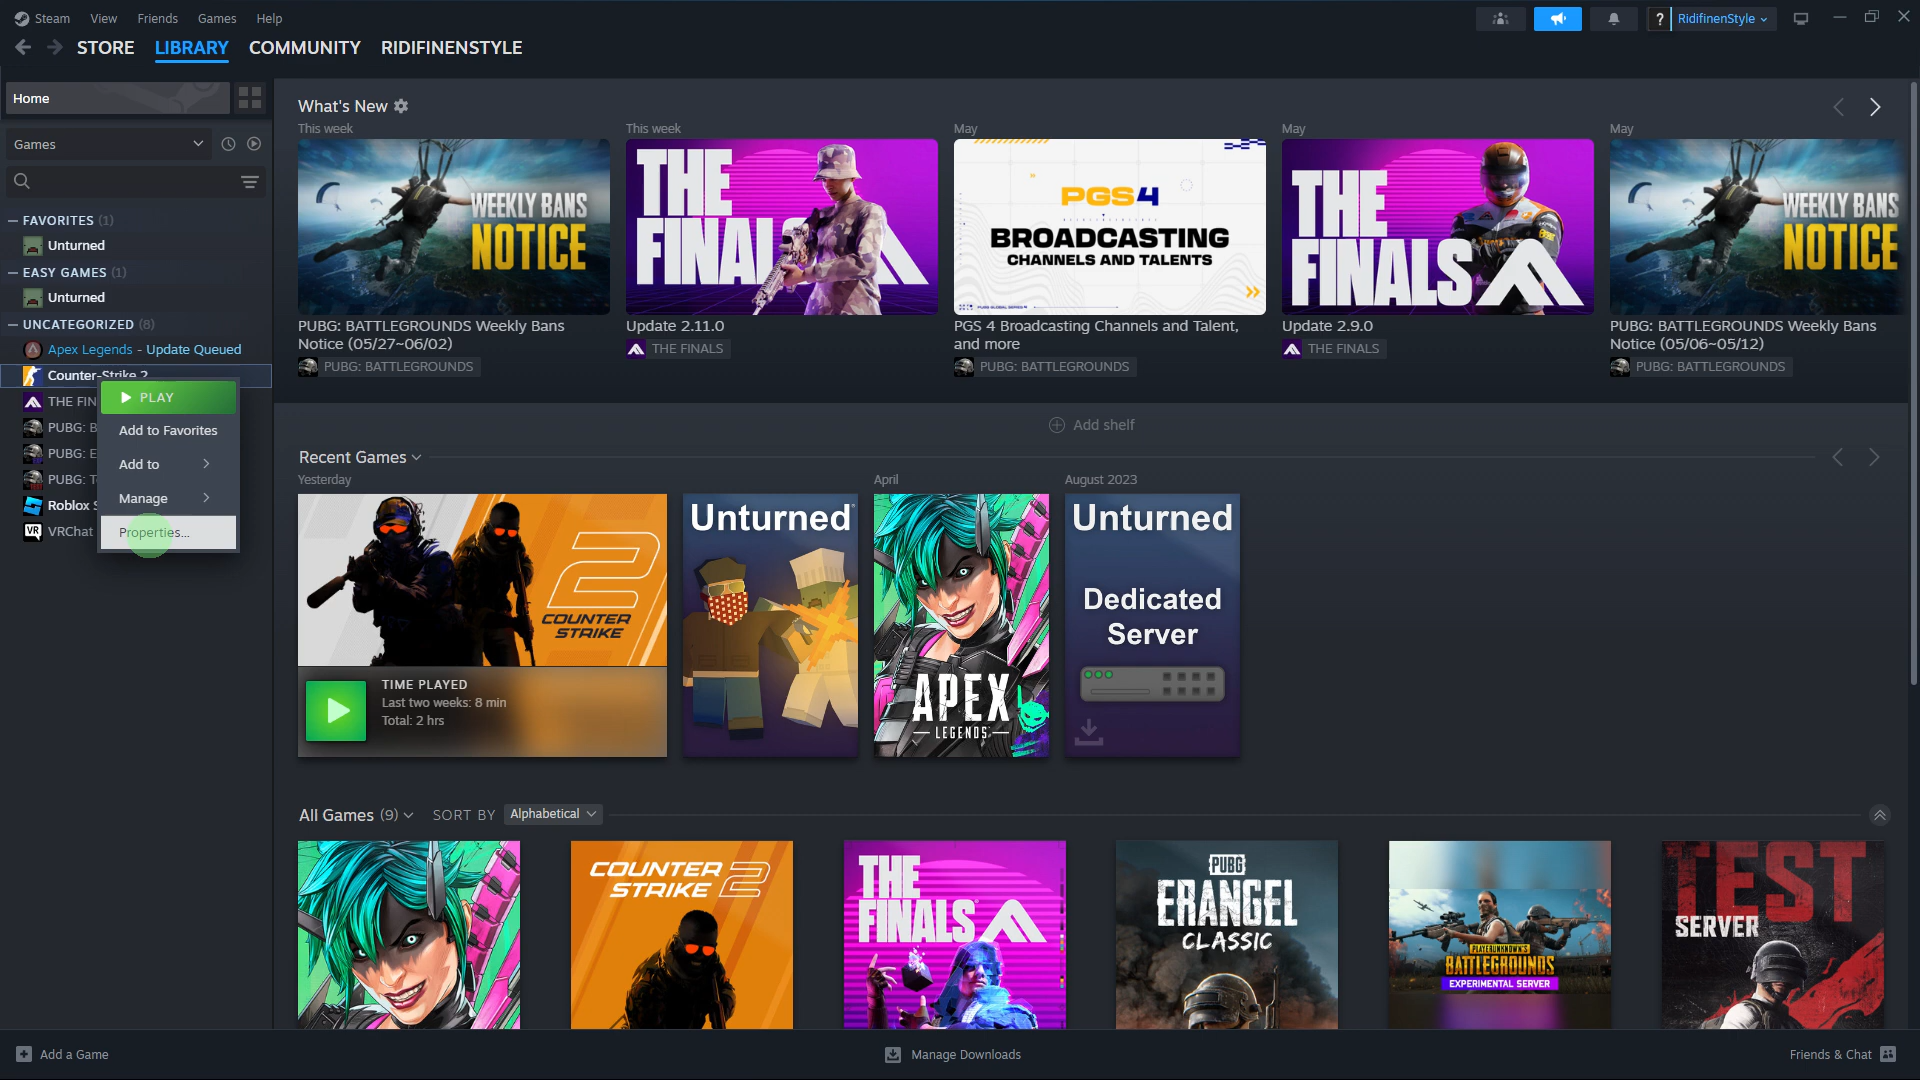 Steam View Friends Games Help
? RidifinenStyle
STORE LIBRARY COMMUNITY RIDIFINENSTYLE
Home
Games
FAVORITES (1)
Unturned
EASY GAMES (1)
Unturned
UNCATEGORIZED (8)
Apex Legends - Update Queued
Counter-Strike 2
THE FIN
PUBG: B
PUBG: E
PUBG: T
Roblox S
VR VRChat
PLAY
Add to Favorites
Add to
Manage
Properties...
What's New
This week
WEEKLY BANS
NOTICE
PUBG: BATTLEGROUNDS Weekly Bans
Notice (05/27~06/02)
PUBG: BATTLEGROUNDS
This week
THE
FINALS
Update 2.11.0
THE FINALS
May
PGS4
BROADCASTING
CHANNELS AND TALENTS
PGS 4 Broadcasting Channels and Talent,
and more
PUBG: BATTLEGROUNDS
May
THE
FINALS
Update 2.9.0
THE FINALS
May
WEEKLY BANS
NOTICE
PUBG: BATTLEGROUNDS Weekly Bans
Notice (05/06~05/12)
PUBG: BATTLEGROUNDS
Add shelf
Recent Games
Yesterday
2
COUNTER
STRIKE
TIME PLAYED
Last two weeks: 8 min
Total: 2 hrs
Unturned
April
APEX
LEGENDS
August 2023
Unturned
Dedicated
Server
All Games (9) SORT BY Alphabetical
COUNTER
STRIKE 2
THE
FINALS
PUBG
ERANGEL
CLASSIC
PLAYERUNKNOWN'S
BATTLEGROUNDS
EXPERIMENTAL SERVER
TEST
SERVER
Add a Game
Manage Downloads
Friends & Chat